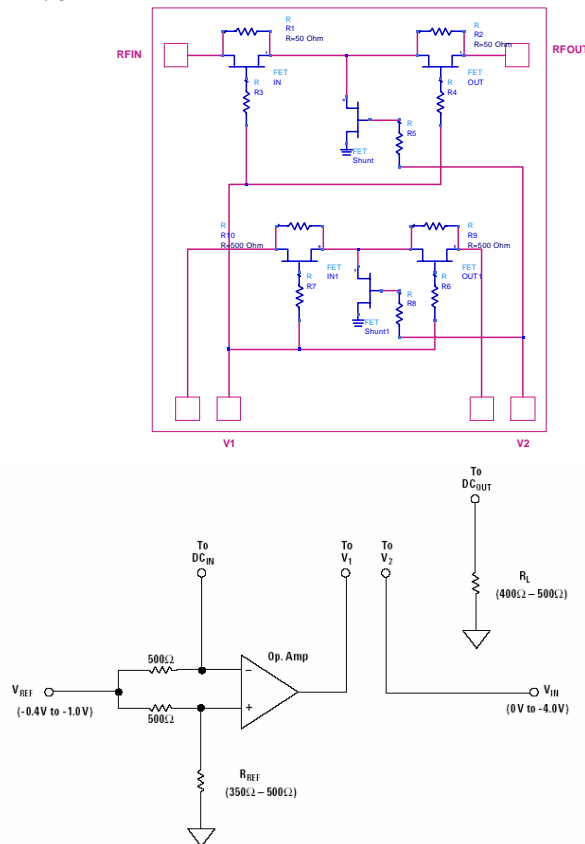 R
R1
R=50 Ohm
R
R2
R=50 Ohm
RFIN
RFOUT
FET
IN
R
R3
FET
OUT
R
R4
R
R5
FET
Shunt
R
R10
R=500 Ohm
R
R9
R=500 Ohm
FET
IN1
R
R7
FET
OUT1
R
R6
R
R8
FET
Shunt1
V1
V2
To
DCOUT
To
DCIN
To
V1
To
V2
RL
(400Ω – 500Ω)
500Ω
Op. Amp
–
VREF
(-0.4V to -1.0V)
500Ω
+
VIN
(0V to -4.0V)
RREF
(350Ω – 500Ω)